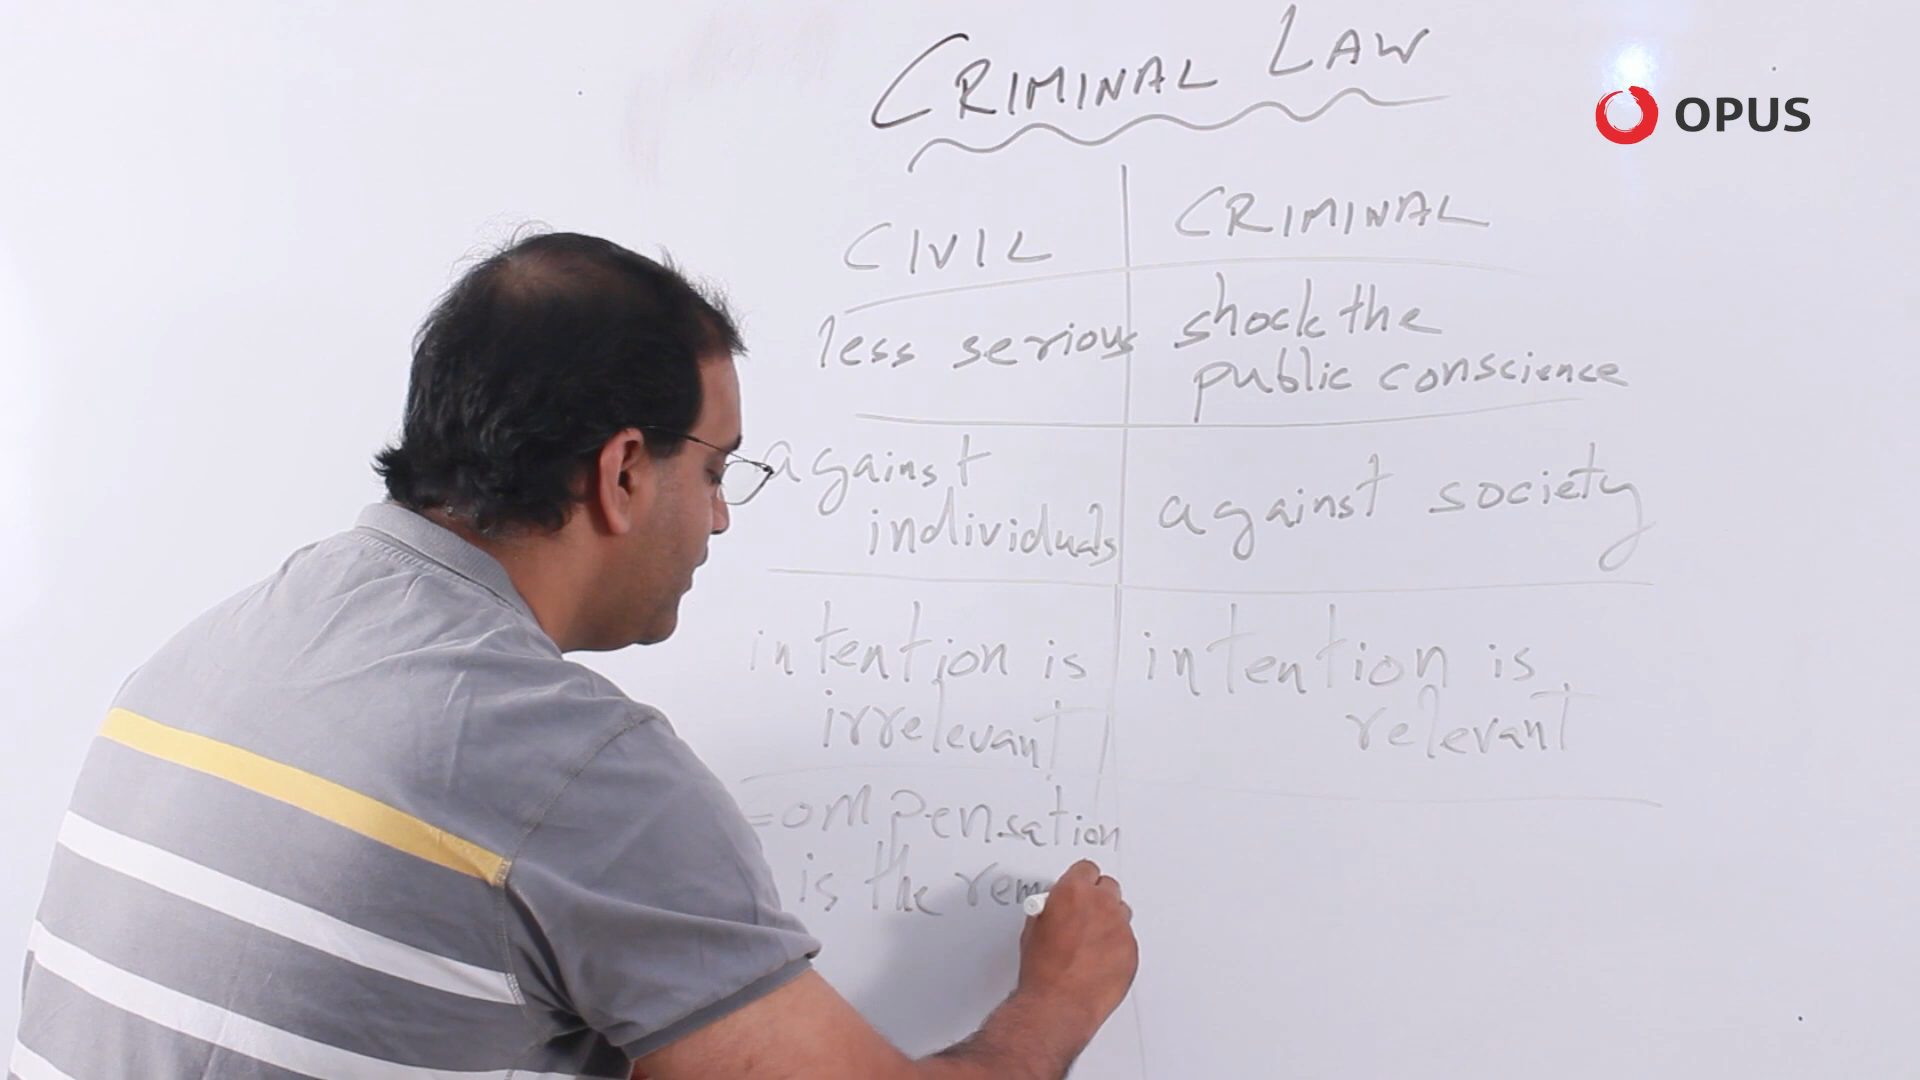 CRIMINAL LAW
OPUS
CIVIL
CRIMINAL
less serious
shock the
public conscience
against
individuals
against society
intention is
irrelevant
intention is
relevant
compensation
is the